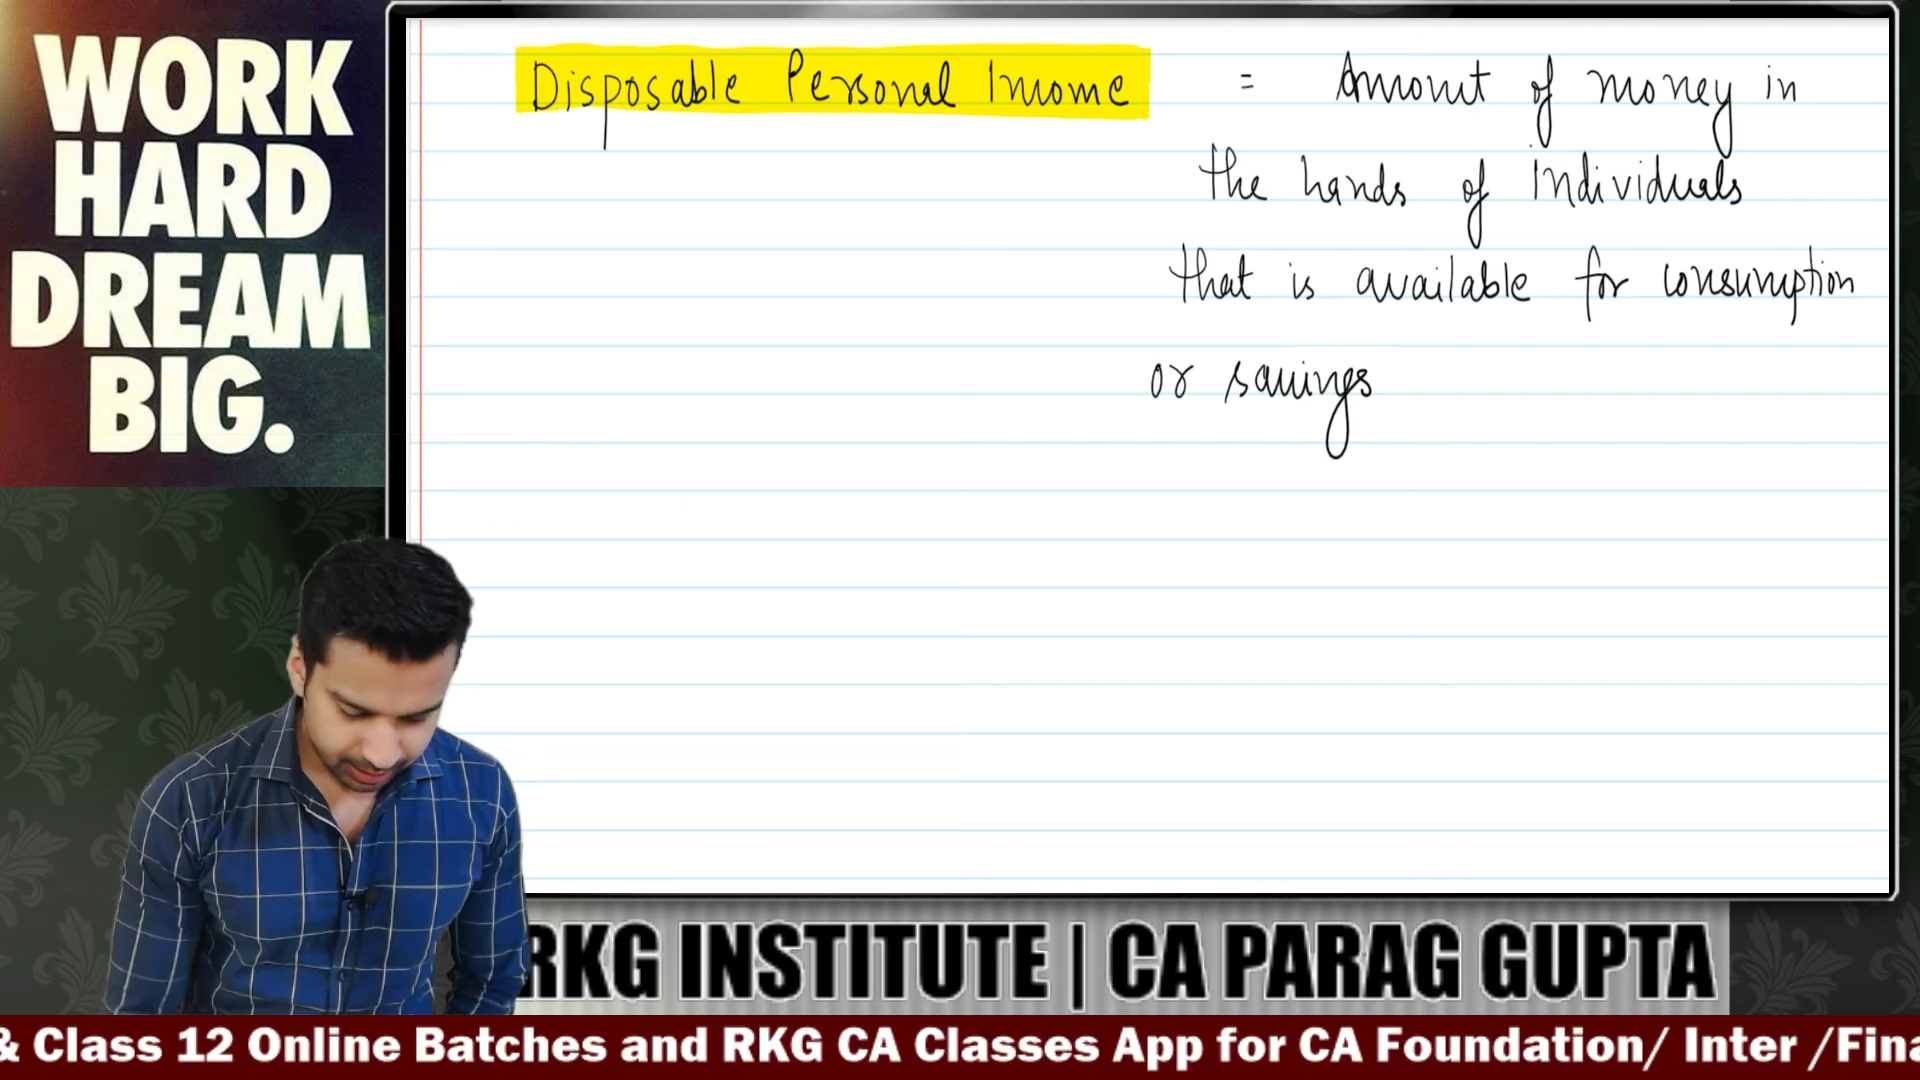 WORK
HARD
DREAM
BIG.
Disposable Personal Income = Amount of money in
the hands of individuals
that is available for consumption
or savings
RKG INSTITUTE | CA PARAG GUPTA
& Class 12 Online Batches and RKG CA Classes App for CA Foundation/ Inter /Fina